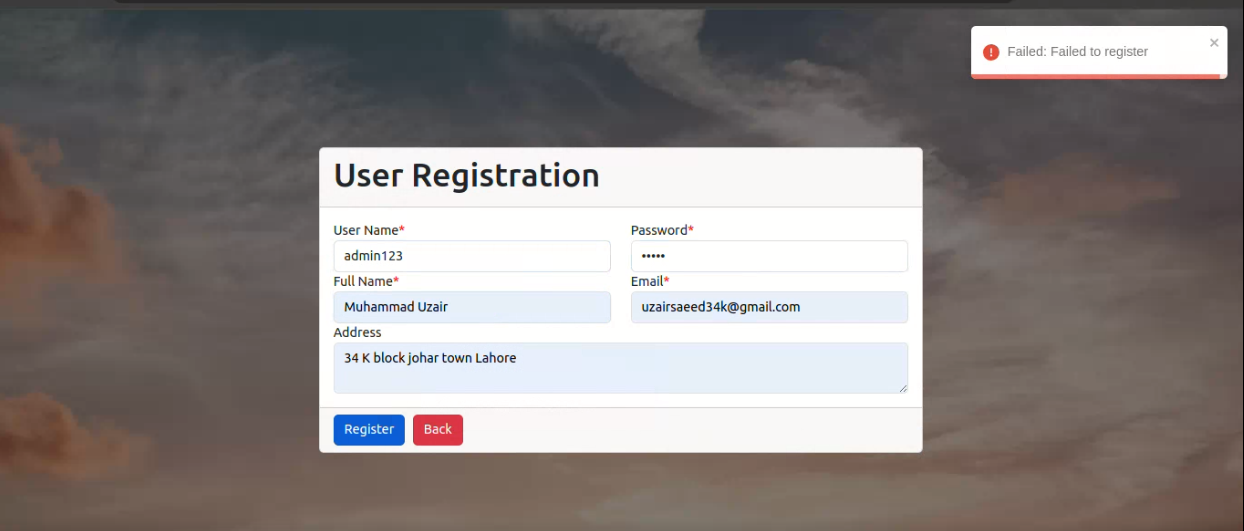 Failed: Failed to register
×
User Registration
User Name*
Password*
admin123
•••••
Full Name*
Email*
Muhammad Uzair
uzairsaeed34k@gmail.com
Address
34 K block johar town Lahore
Register
Back